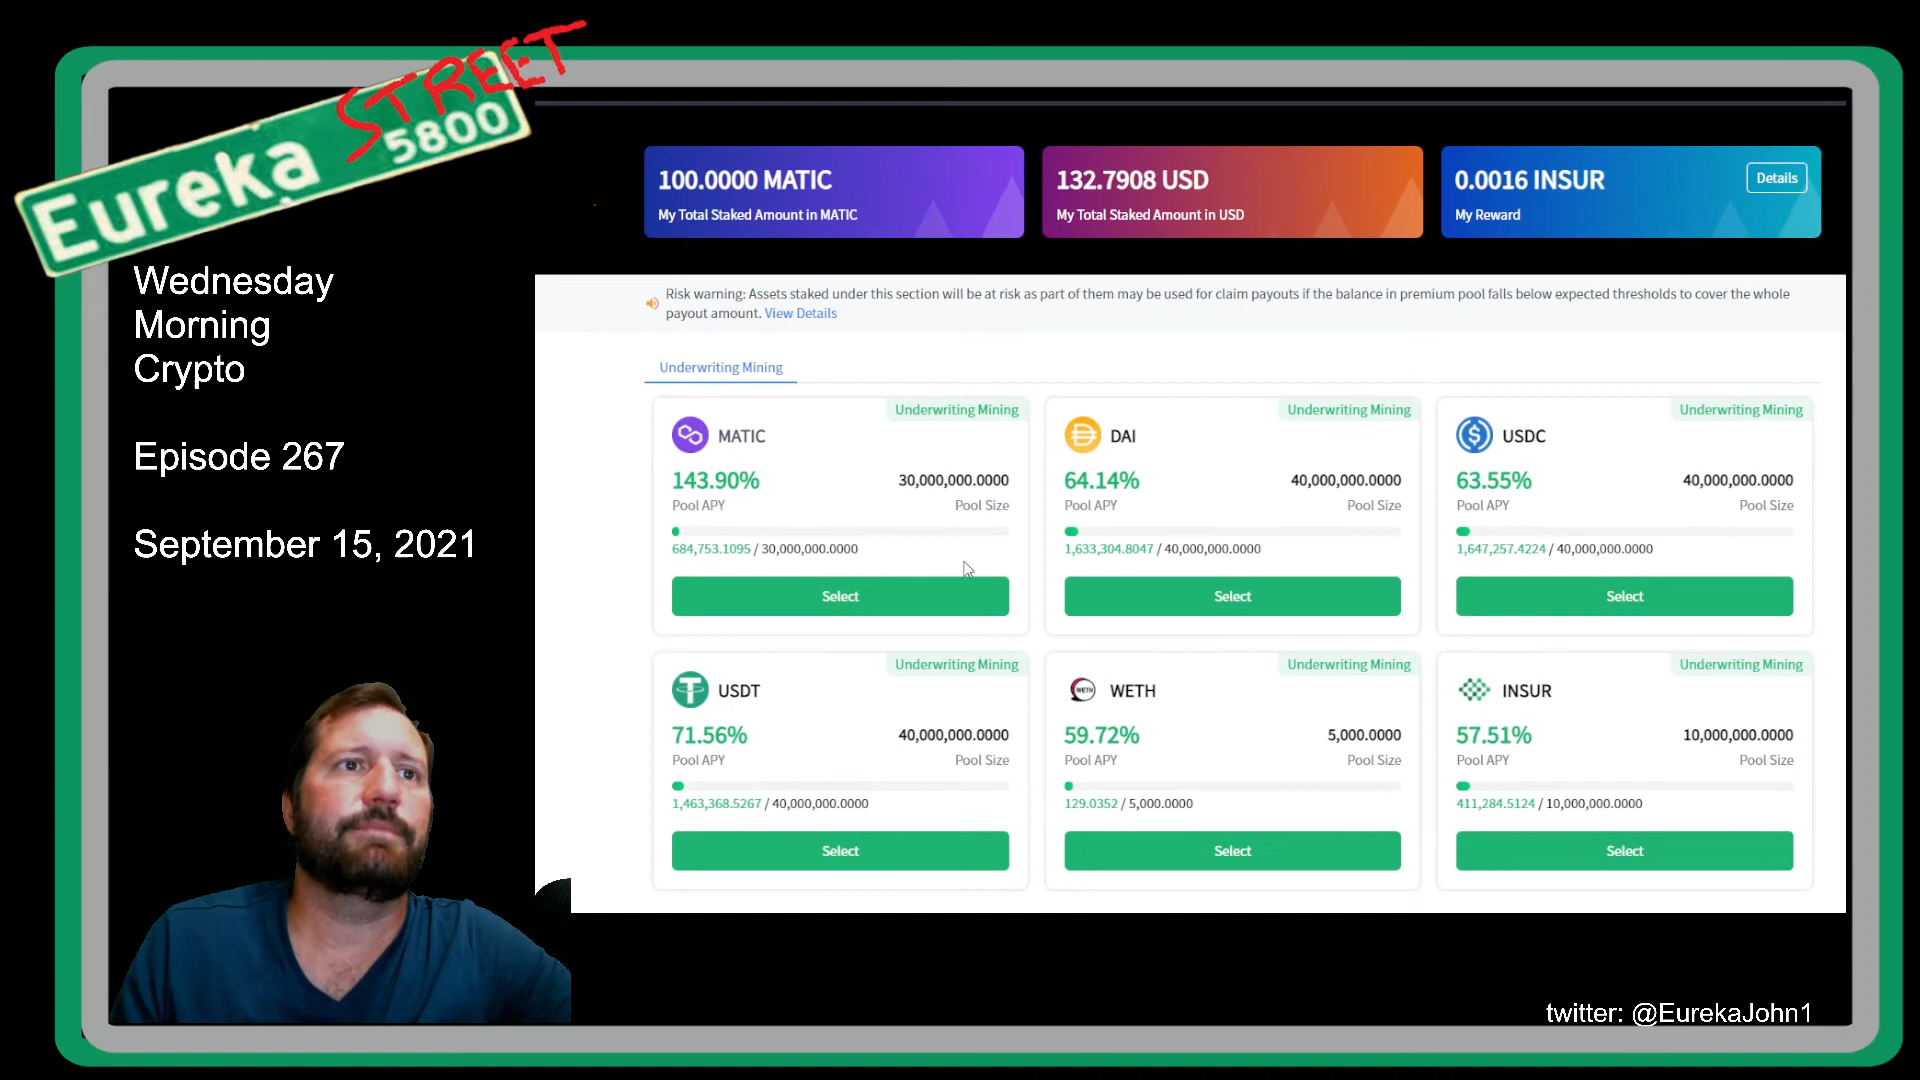 Eureka STREET
5800
Wednesday
Morning
Crypto
Episode 267
September 15, 2021
100.0000 MATIC
My Total Staked Amount in MATIC
132.7908 USD
My Total Staked Amount in USD
0.0016 INSUR
Details
My Reward
Risk warning: Assets staked under this section will be at risk as part of them may be used for claim payouts if the balance in premium pool falls below expected thresholds to cover the whole
payout amount. View Details
Underwriting Mining
Underwriting Mining
MATIC
143.90% 30,000,000.0000
Pool APY Pool Size
684,753.1095 / 30,000,000.0000
Select
Underwriting Mining
DAI
64.14% 40,000,000.0000
Pool APY Pool Size
1,633,304.8047 / 40,000,000.0000
Select
Underwriting Mining
USDC
63.55% 40,000,000.0000
Pool APY Pool Size
1,647,257.4224 / 40,000,000.0000
Select
Underwriting Mining
USDT
71.56% 40,000,000.0000
Pool APY Pool Size
1,463,368.5267 / 40,000,000.0000
Select
Underwriting Mining
WETH WETH
59.72% 5,000.0000
Pool APY Pool Size
129.0352 / 5,000.0000
Select
Underwriting Mining
INSUR
57.51% 10,000,000.0000
Pool APY Pool Size
411,284.5124 / 10,000,000.0000
Select
twitter: @EurekaJohn1